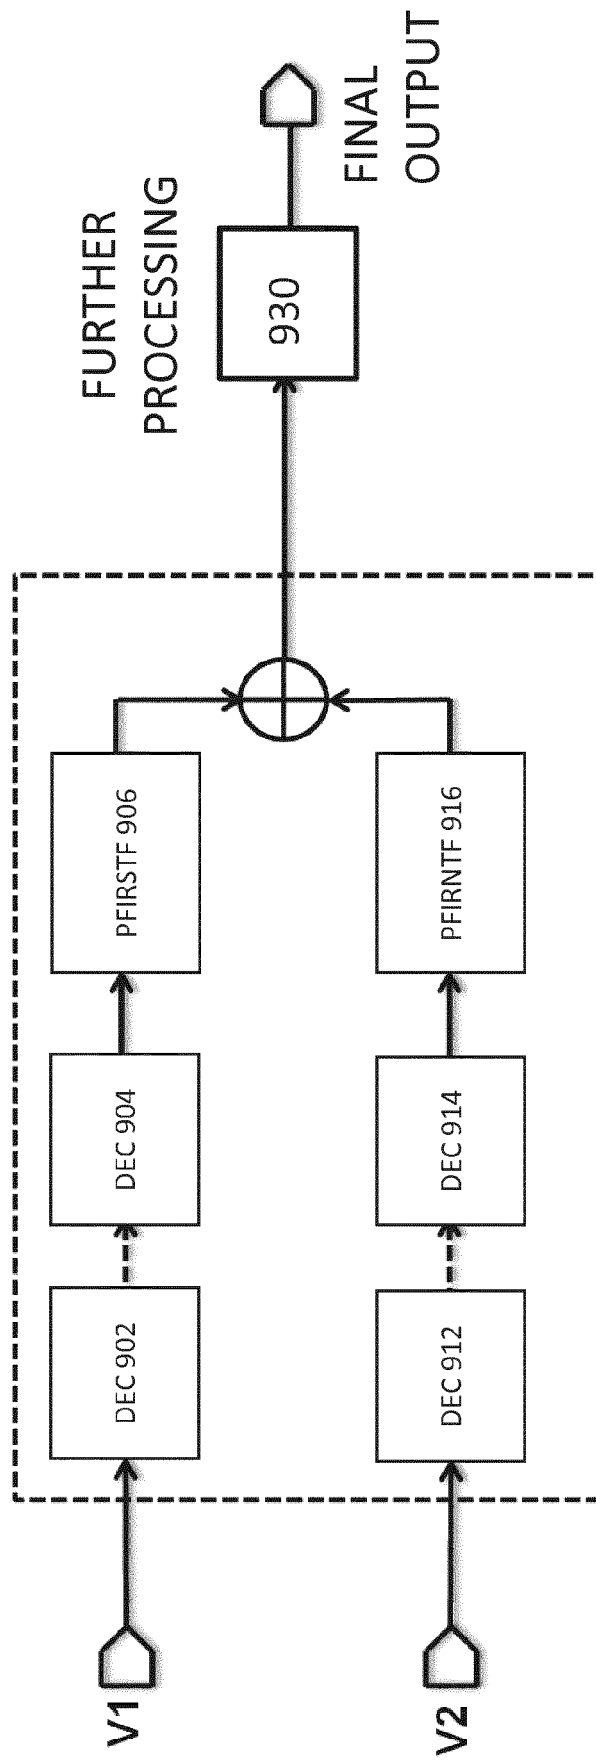 V1
DEC 902
DEC 904
PFIRSTF 906
V2
DEC 912
DEC 914
PFIRNTF 916
FURTHER
PROCESSING
930
FINAL
OUTPUT